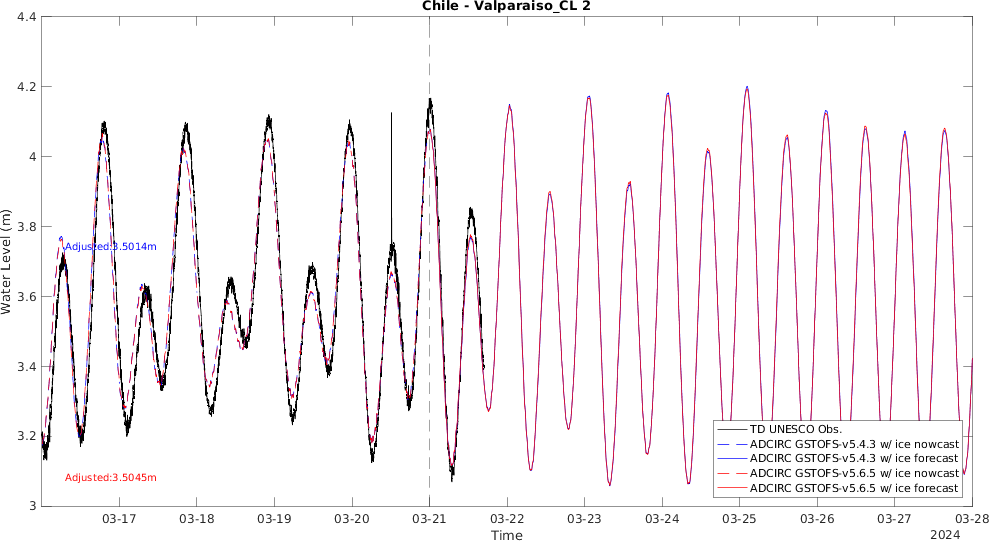 Chile - Valparaiso_CL 2
4.4
4.2
4
3.8
3.6
3.4
3.2
3
Water Level (m)
Adjusted:3.5014m
Adjusted:3.5045m
TD UNESCO Obs.
ADCIRC GSTOFS-v5.4.3 w/ ice nowcast
ADCIRC GSTOFS-v5.4.3 w/ ice forecast
ADCIRC GSTOFS-v5.6.5 w/ ice nowcast
ADCIRC GSTOFS-v5.6.5 w/ ice forecast
03-17 03-18 03-19 03-20 03-21 03-22 03-23 03-24 03-25 03-26 03-27 03-28
Time
2024